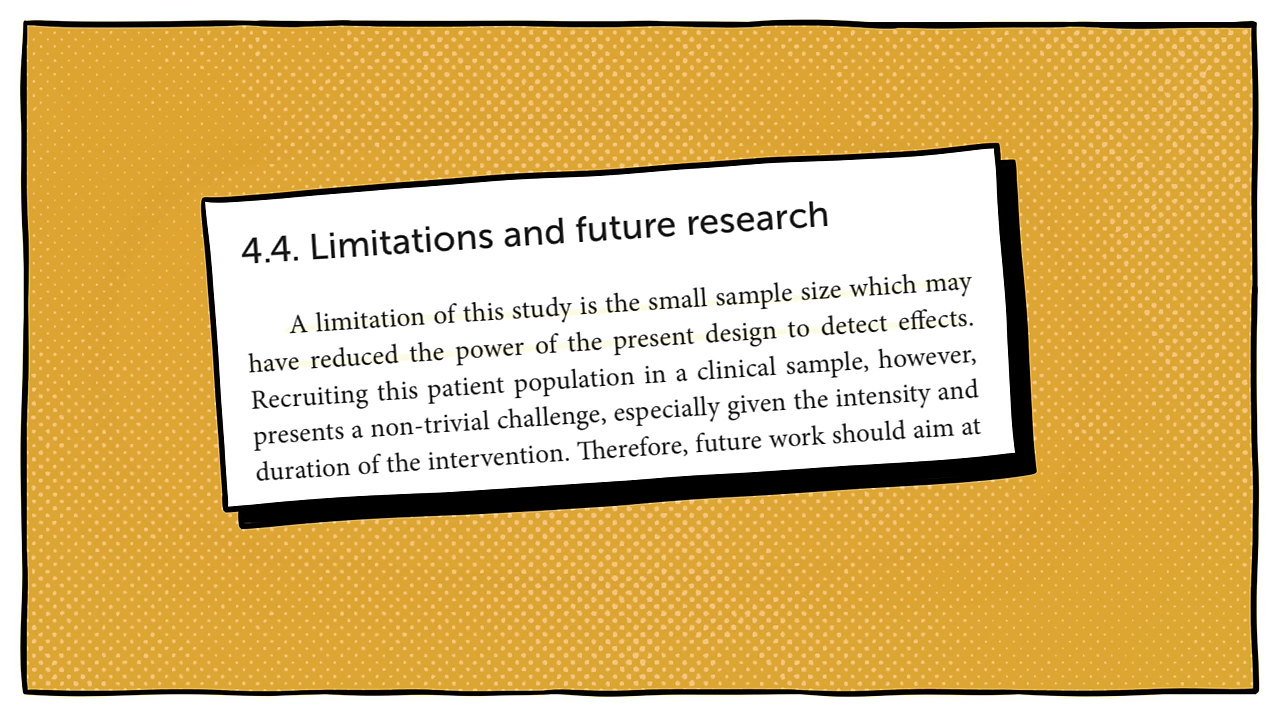 4.4. Limitations and future research
A limitation of this study is the small sample size which may
have reduced the power of the present design to detect effects.
Recruiting this patient population in a clinical sample, however,
presents a non-trivial challenge, especially given the intensity and
duration of the intervention. Therefore, future work should aim at